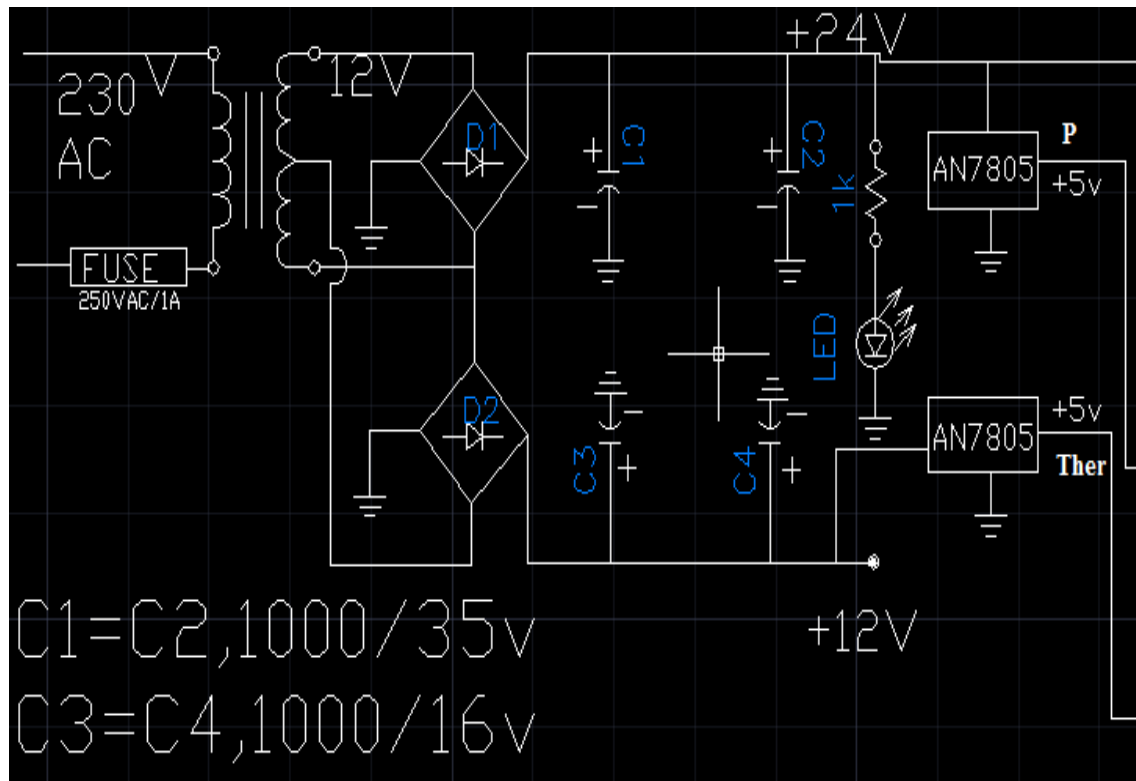 +24V
230 V
AC
12V
D1
C1
C2
1k
AN7805
P
+5v
FUSE
250VAC/1A
LED
D2
C3
C4
AN7805
+5v
Ther
+12V
C1=C2,1000/35v
C3=C4,1000/16v